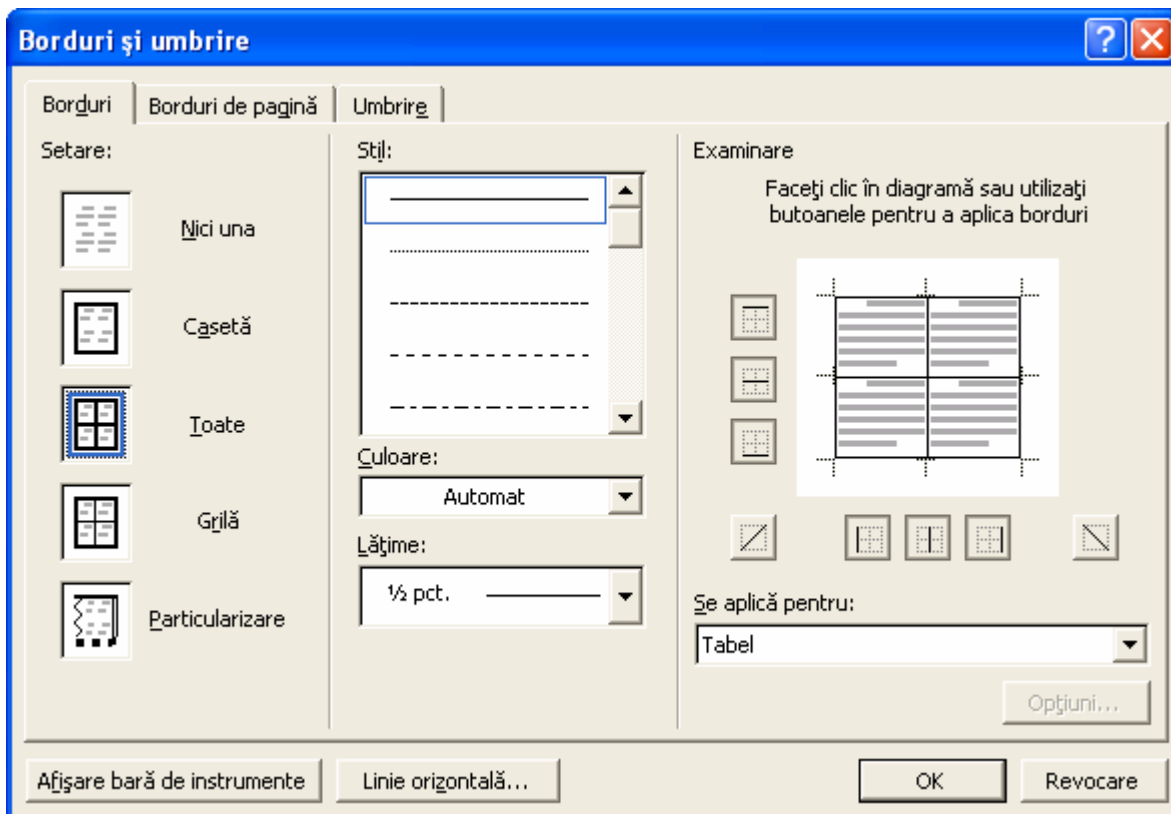 Borduri şi umbrire
Borduri
Borduri de pagină
Umbrire
Setare:
Nici una
Casetă
Toate
Grilă
Particularizare
Stil:
Culoare:
Automat
Lăţime:
½ pct.
Examinare
Faceţi clic în diagramă sau utilizaţi
butoanele pentru a aplica borduri
Se aplică pentru:
Tabel
Opţiuni...
Afişare bară de instrumente
Linie orizontală...
OK
Revocare